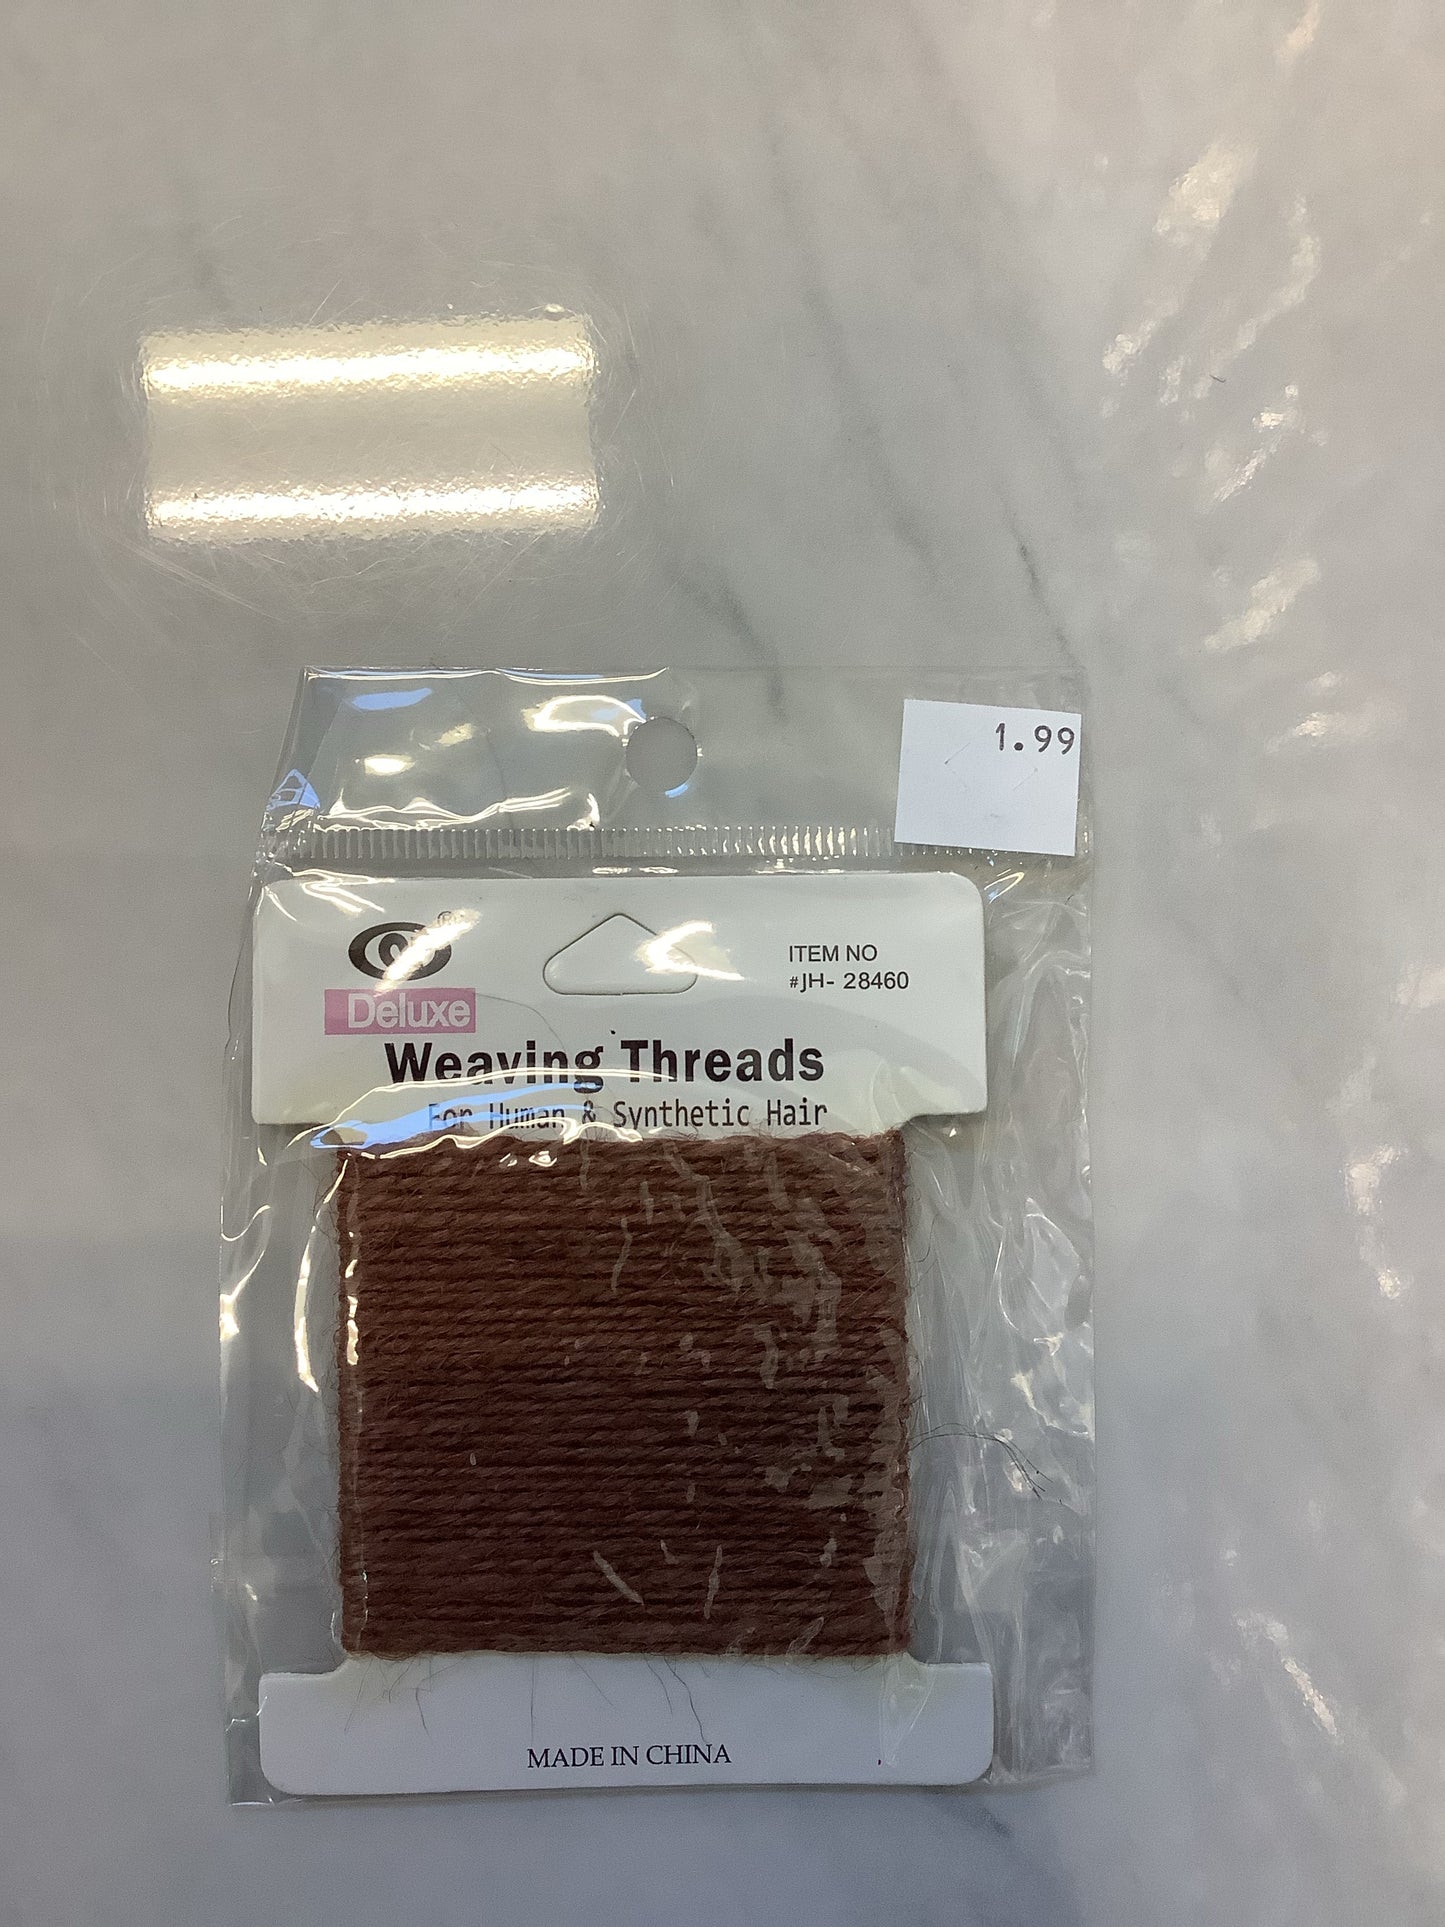 1.99
®
ITEM NO
#JH- 28460
Deluxe
Weaving Threads
For Human & Synthetic Hair
MADE IN CHINA